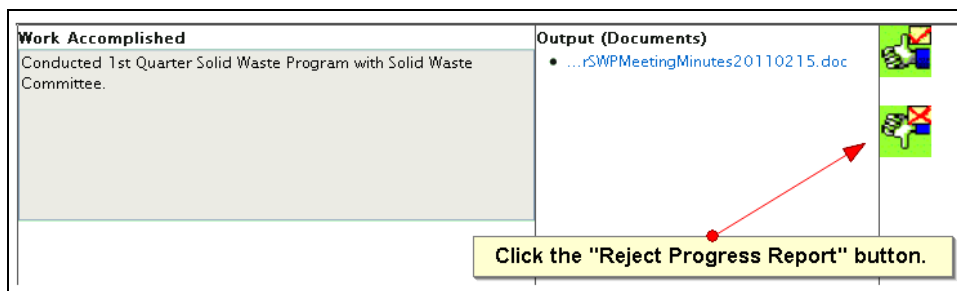 Work Accomplished
Conducted 1st Quarter Solid Waste Program with Solid Waste
Committee.
Output (Documents)
• ...rSWPMeetingMinutes20110215.doc
Click the "Reject Progress Report" button.